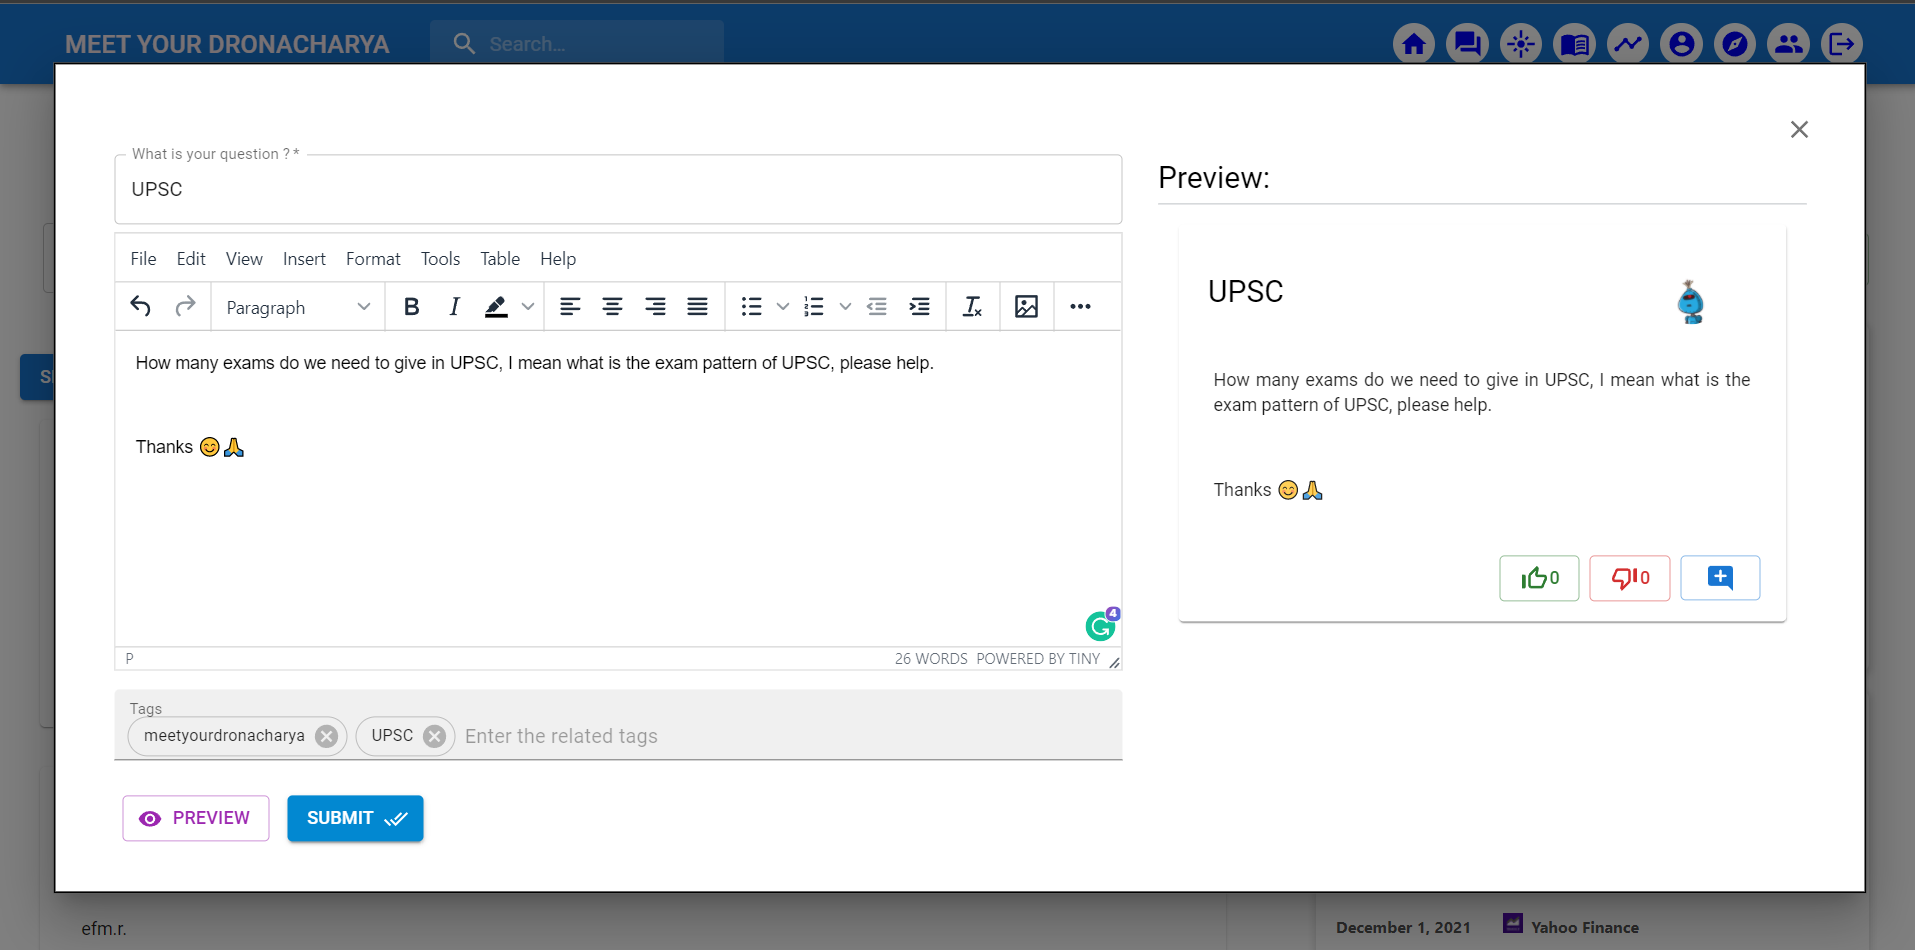 MEET YOUR DRONACHARYA
Search...
What is your question ? *
UPSC
File Edit View Insert Format Tools Table Help
Paragraph
How many exams do we need to give in UPSC, I mean what is the exam pattern of UPSC, please help.
Thanks 😊🙏
4
P
26 WORDS POWERED BY TINY
Tags
meetyourdronacharya UPSC Enter the related tags
PREVIEW SUBMIT
Preview:
UPSC
How many exams do we need to give in UPSC, I mean what is the
exam pattern of UPSC, please help.
Thanks 😊🙏
0 0
efm.r.
December 1, 2021 Yahoo Finance